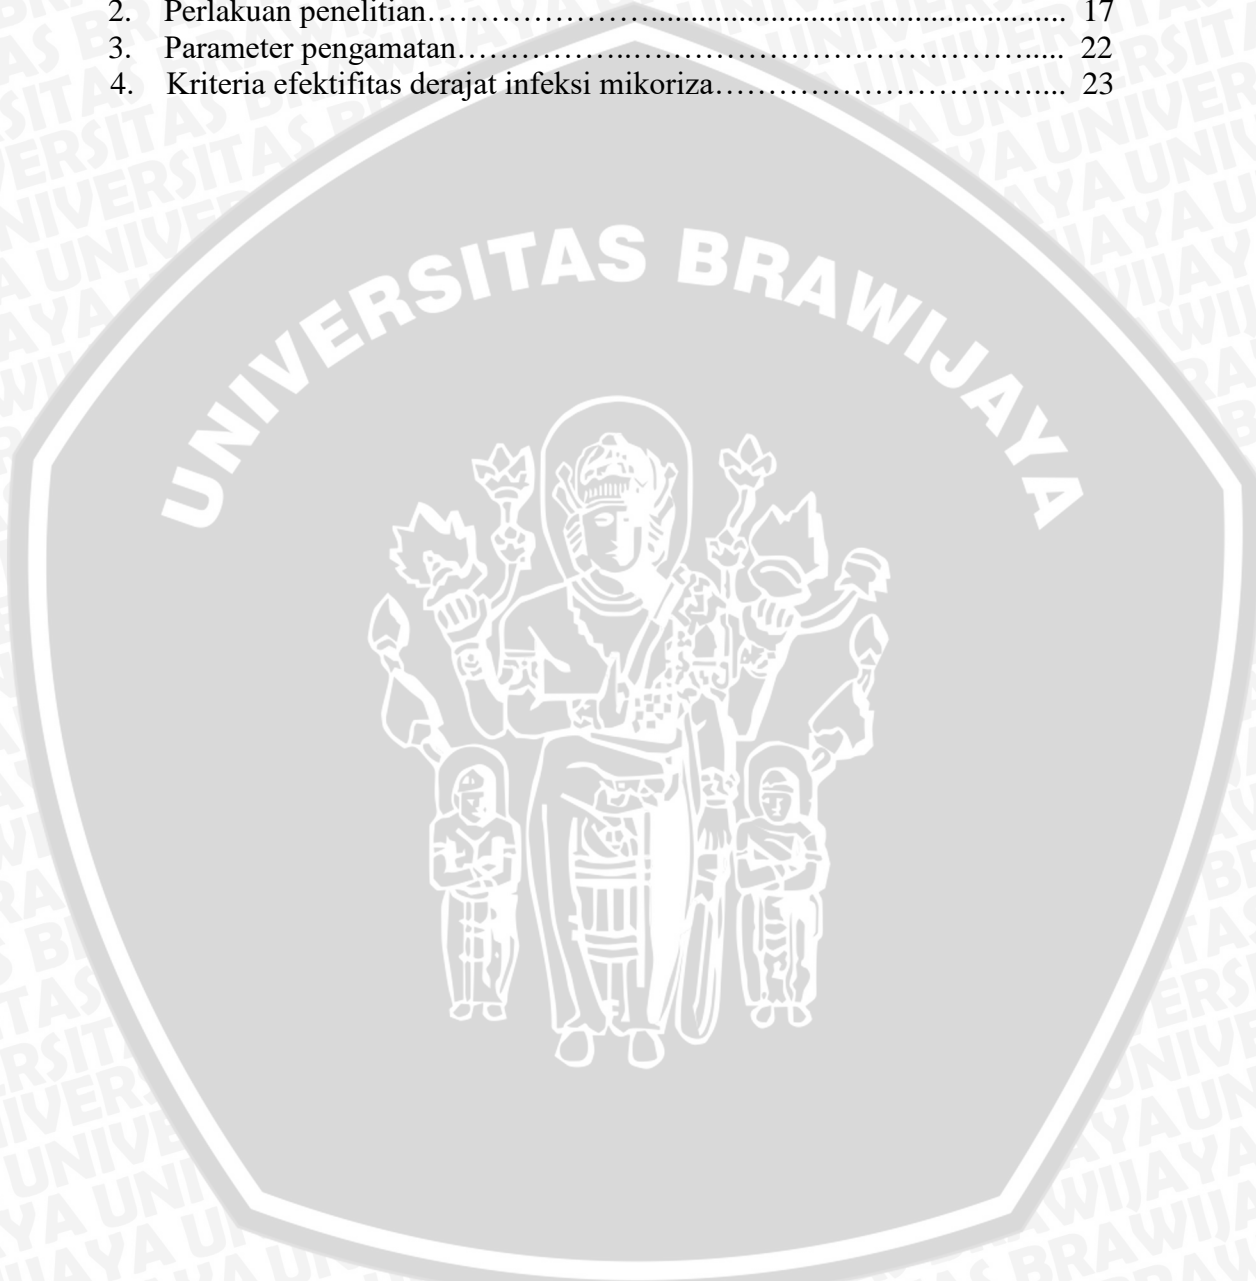 2. Perlakuan penelitian…………………..................................................... 17
3. Parameter pengamatan………………...………………………………..... 22
4. Kriteria efektifitas derajat infeksi mikoriza………………………….... 23
UNIVERSITAS BRAWIJAYA